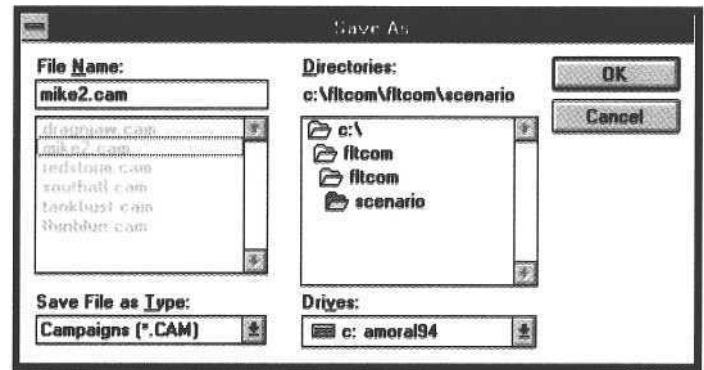 Save As
File Name:
mike2.cam
dragnjaw.cam
mike2.cam
redstone.cam
southatl.cam
tankbust.cam
thinblue.cam
Save File as Type:
Campaigns (*.CAM)
Directories:
c:\fltcom\fltcom\scenario
c:\
fltcom
fltcom
scenario
Drives:
c: amoral94
OK
Cancel